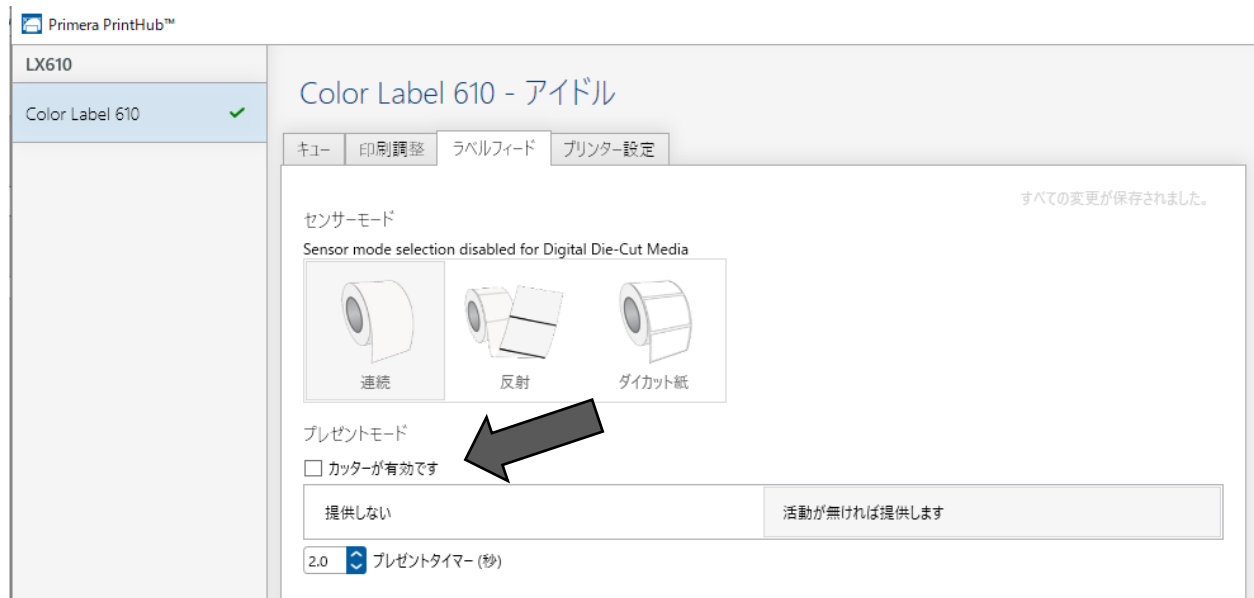 Primera PrintHub™
LX610
Color Label 610
Color Label 610 - アイドル
キュー 印刷調整 ラベルフィード プリンター設定
すべての変更が保存されました。
センサーモード
Sensor mode selection disabled for Digital Die-Cut Media
連続 反射 ダイカット紙
プレゼントモード
カッターが有効です
提供しない 活動が無ければ提供します
2.0 プレゼントタイマー (秒)